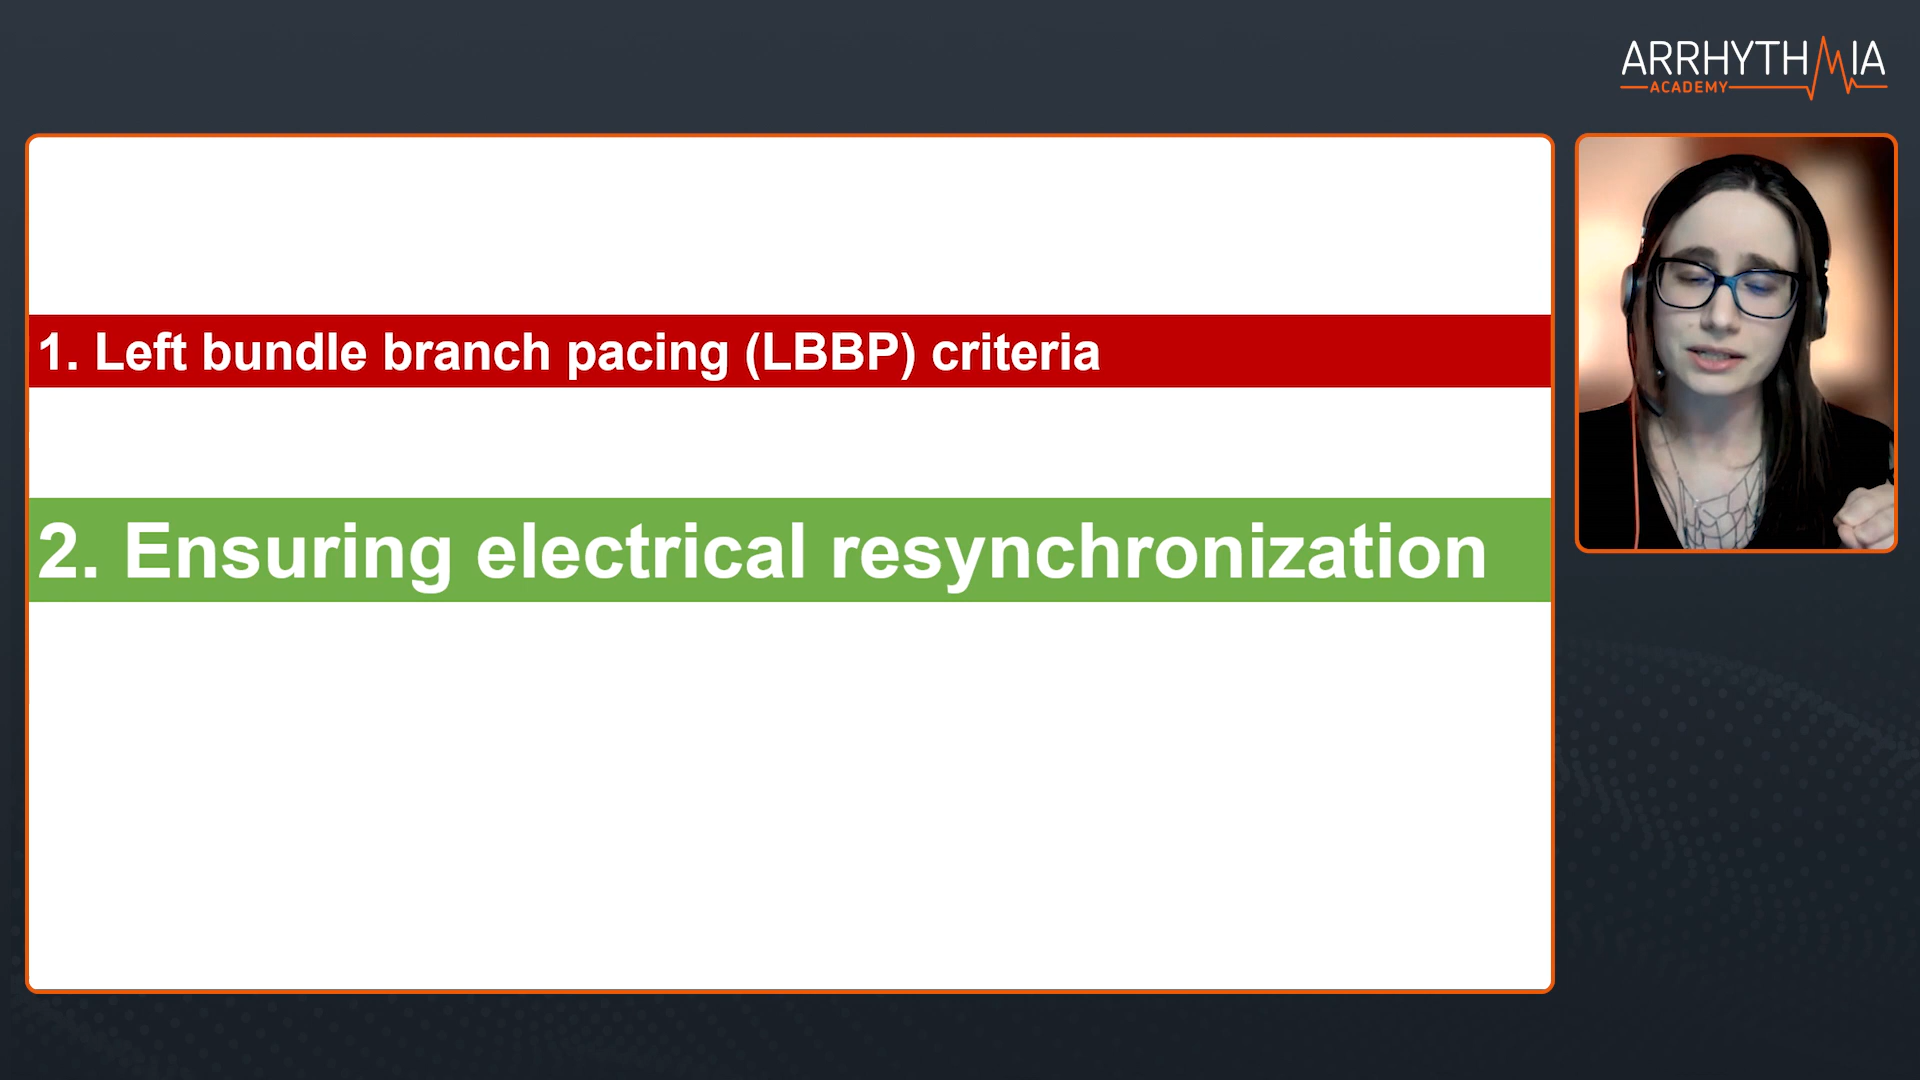 ARRHYTHMIA
ACADEMY
1. Left bundle branch pacing (LBBP) criteria
2. Ensuring electrical resynchronization